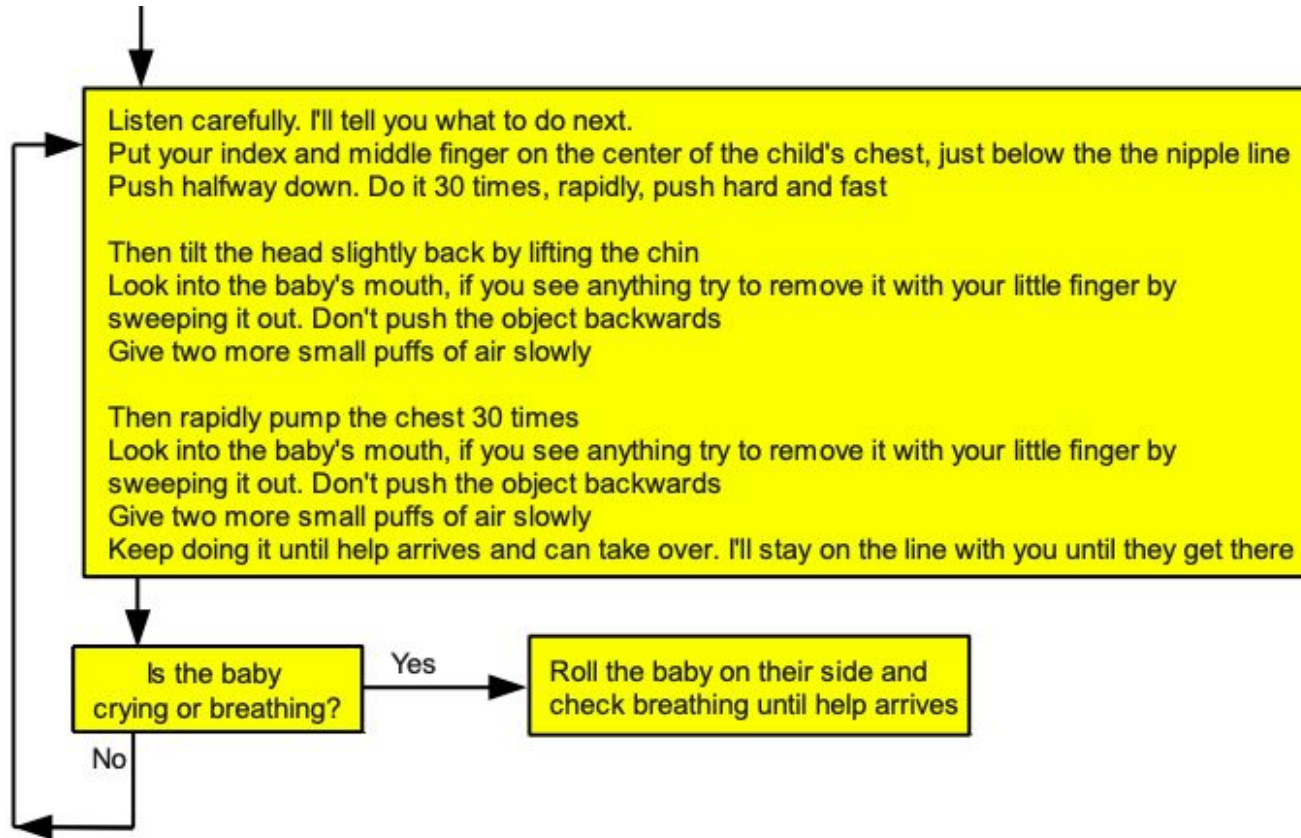 Listen carefully. I'll tell you what to do next.
Put your index and middle finger on the center of the child's chest, just below the the nipple line
Push halfway down. Do it 30 times, rapidly, push hard and fast
Then tilt the head slightly back by lifting the chin
Look into the baby's mouth, if you see anything try to remove it with your little finger by
sweeping it out. Don't push the object backwards
Give two more small puffs of air slowly
Then rapidly pump the chest 30 times
Look into the baby's mouth, if you see anything try to remove it with your little finger by
sweeping it out. Don't push the object backwards
Give two more small puffs of air slowly
Keep doing it until help arrives and can take over. I'll stay on the line with you until they get there
Is the baby
crying or breathing?
Yes
Roll the baby on their side and
check breathing until help arrives
No